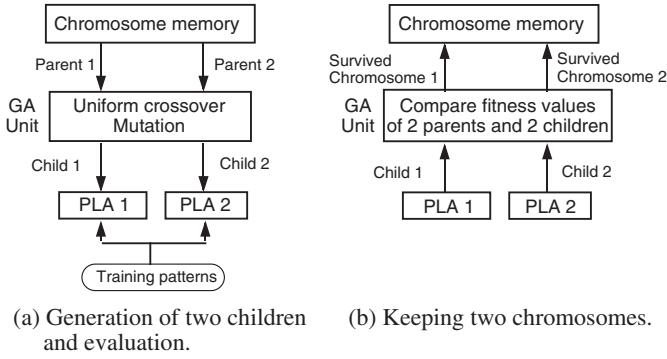 Chromosome memory
Parent 1
Parent 2
GA
Unit
Uniform crossover
Mutation
Child 1
Child 2
PLA 1
PLA 2
Training patterns
(a) Generation of two children
and evaluation.
Chromosome memory
Survived
Chromosome 1
Survived
Chromosome 2
GA
Unit
Compare fitness values
of 2 parents and 2 children
Child 1
Child 2
PLA 1
PLA 2
(b) Keeping two chromosomes.